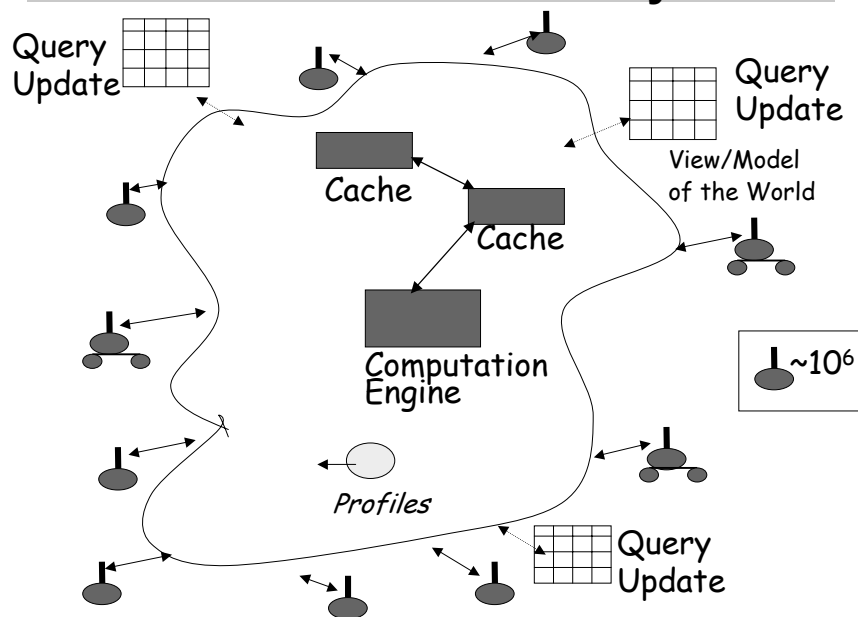 Query
Update
Query
Update
View/Model
of the World
Cache
Cache
Computation
Engine
~10⁶
Profiles
Query
Update